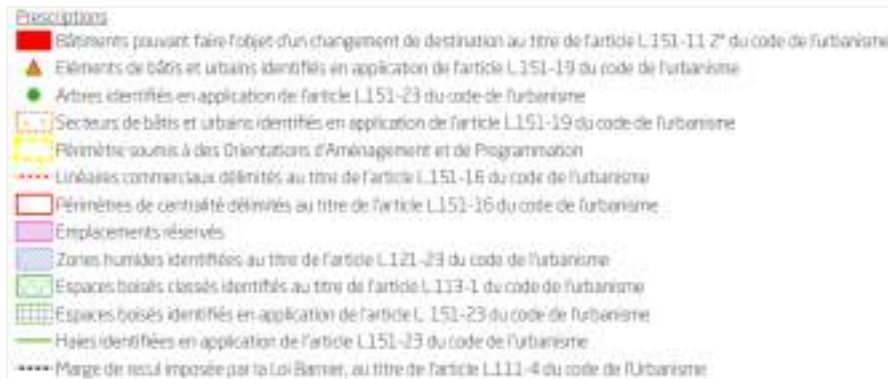 Prescriptions
Bâtiments pouvant faire l'objet d'un changement de destination au titre de l'article L.151-11 2° du code de l'urbanisme
Eléments de bâtis et urbains identifiés en application de l'article L.151-19 du code de l'urbanisme
Arbres identifiés en application de l'article L.151-23 du code de l'urbanisme
Secteurs de bâtis et urbains identifiés en application de l'article L.151-19 du code de l'urbanisme
Périmètre soumis à des Orientations d'Aménagement et de Programmation
Linéaires commerciaux délimités au titre de l'article L.151-16 du code de l'urbanisme
Périmètres de centralité délimités au titre de l'article L.151-16 du code de l'urbanisme
Emplacements réservés
Zones humides identifiées au titre de l'article L.121-23 du code de l'urbanisme
Espaces boisés classés identifiés au titre de l'article L.113-1 du code de l'urbanisme
Espaces boisés identifiés en application de l'article L. 151-23 du code de l'urbanisme
Haies identifiées en application de l'article L.151-23 du code de l'urbanisme
Marge de recul imposée par la Loi Barnier, au titre de l'article L.111-4 du code de l'Urbanisme